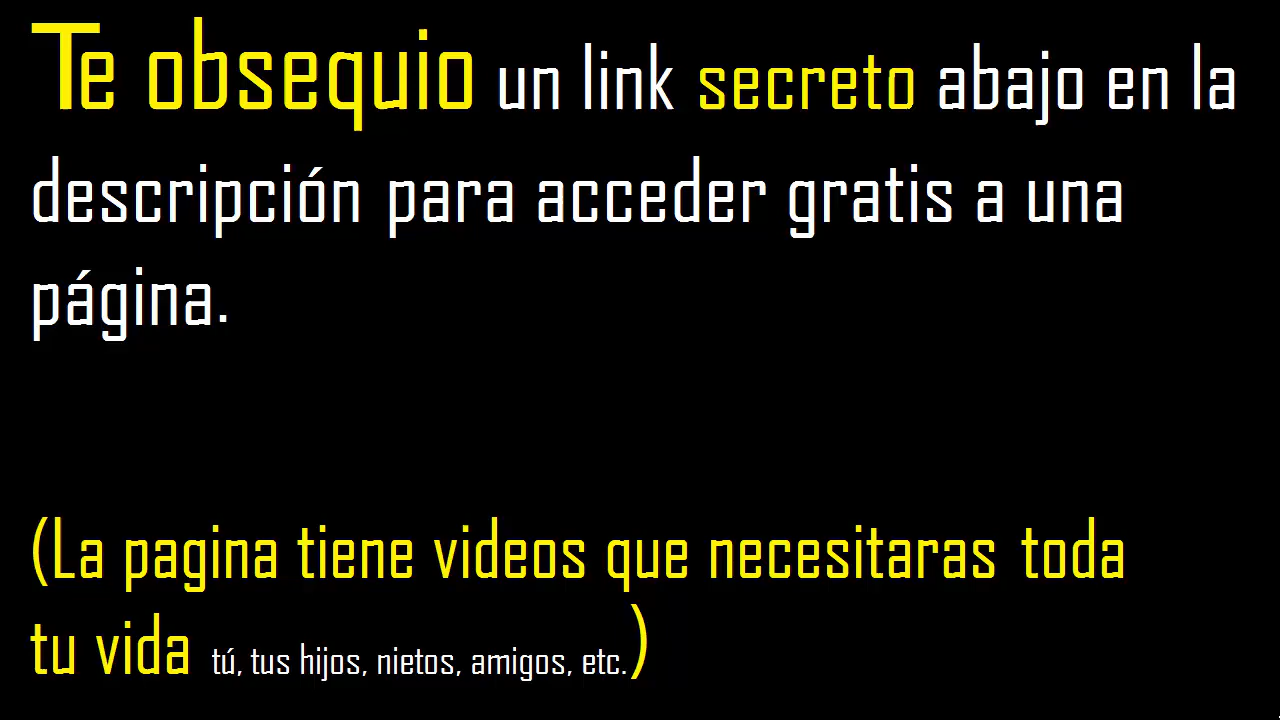 Te obsequio un link secreto abajo en la
descripción para acceder gratis a una
página.
(La pagina tiene videos que necesitaras toda
tu vida tú, tus hijos, nietos, amigos, etc.)